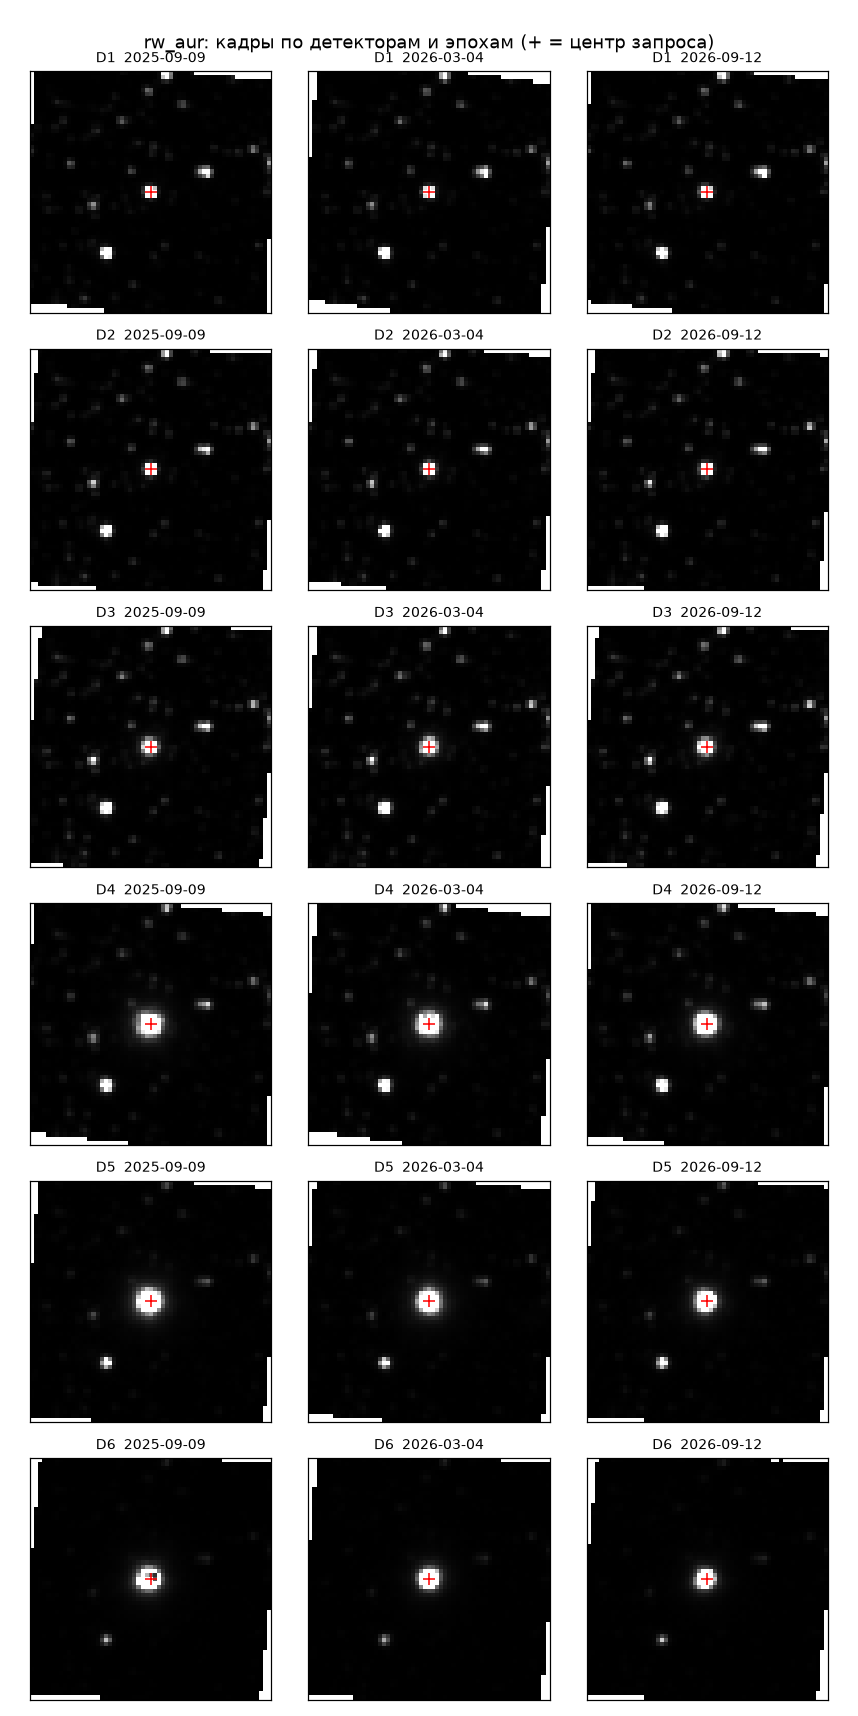 rw_aur: кадры по детекторам и эпохам (+ = центр запроса)
D1 2025-09-09
D1 2026-03-04
D1 2026-09-12
D2 2025-09-09
D2 2026-03-04
D2 2026-09-12
D3 2025-09-09
D3 2026-03-04
D3 2026-09-12
D4 2025-09-09
D4 2026-03-04
D4 2026-09-12
D5 2025-09-09
D5 2026-03-04
D5 2026-09-12
D6 2025-09-09
D6 2026-03-04
D6 2026-09-12